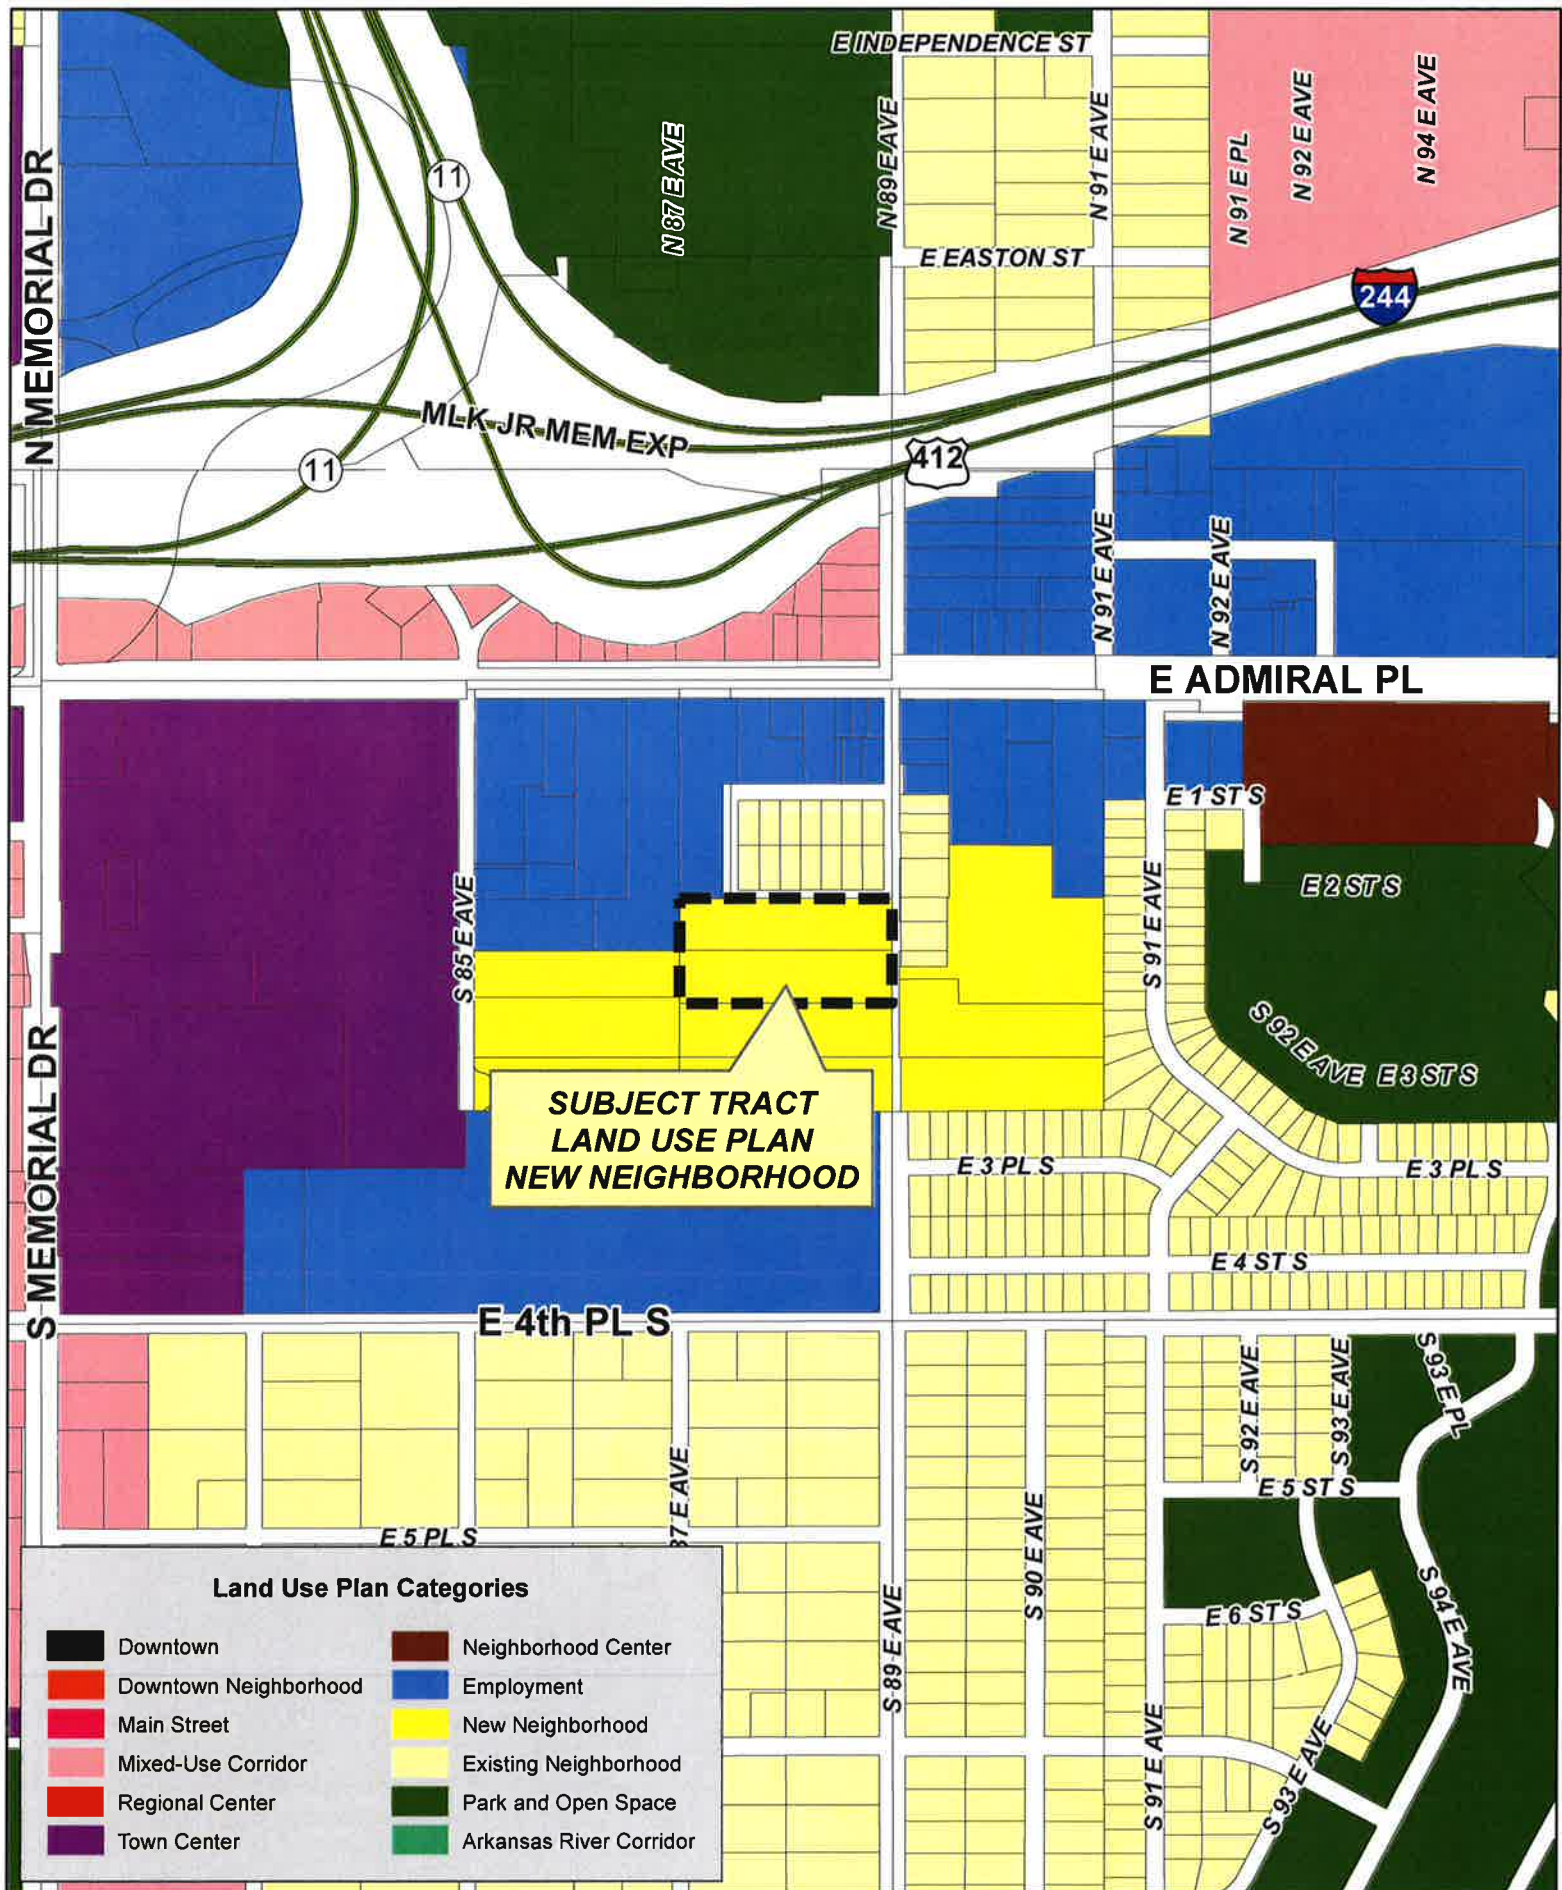 E INDEPENDENCE ST
N 87 E AVE
N 89 E AVE
N 91 E AVE
N 91 E PL
N 92 E AVE
N 94 E AVE
N MEMORIAL DR
11
E EASTON ST
244
MLK JR MEM EXP
412
11
N 91 E AVE
N 92 E AVE
E ADMIRAL PL
E 1 ST S
E 2 ST S
S 85 E AVE
S 91 E AVE
S 92 E AVE
E 3 ST S
S MEMORIAL DR
SUBJECT TRACT
LAND USE PLAN
NEW NEIGHBORHOOD
E 3 PL S
E 3 PL S
E 4 ST S
E 4th PL S
S 92 E AVE
S 93 E AVE
S 93 E PL
87 E AVE
E 5 ST S
E 5 PL S
S 90 E AVE
S 89 E AVE
E 6 ST S
S 94 E AVE
S 91 E AVE
S 93 E AVE
Land Use Plan Categories
Downtown
Downtown Neighborhood
Main Street
Mixed-Use Corridor
Regional Center
Town Center
Neighborhood Center
Employment
New Neighborhood
Existing Neighborhood
Park and Open Space
Arkansas River Corridor